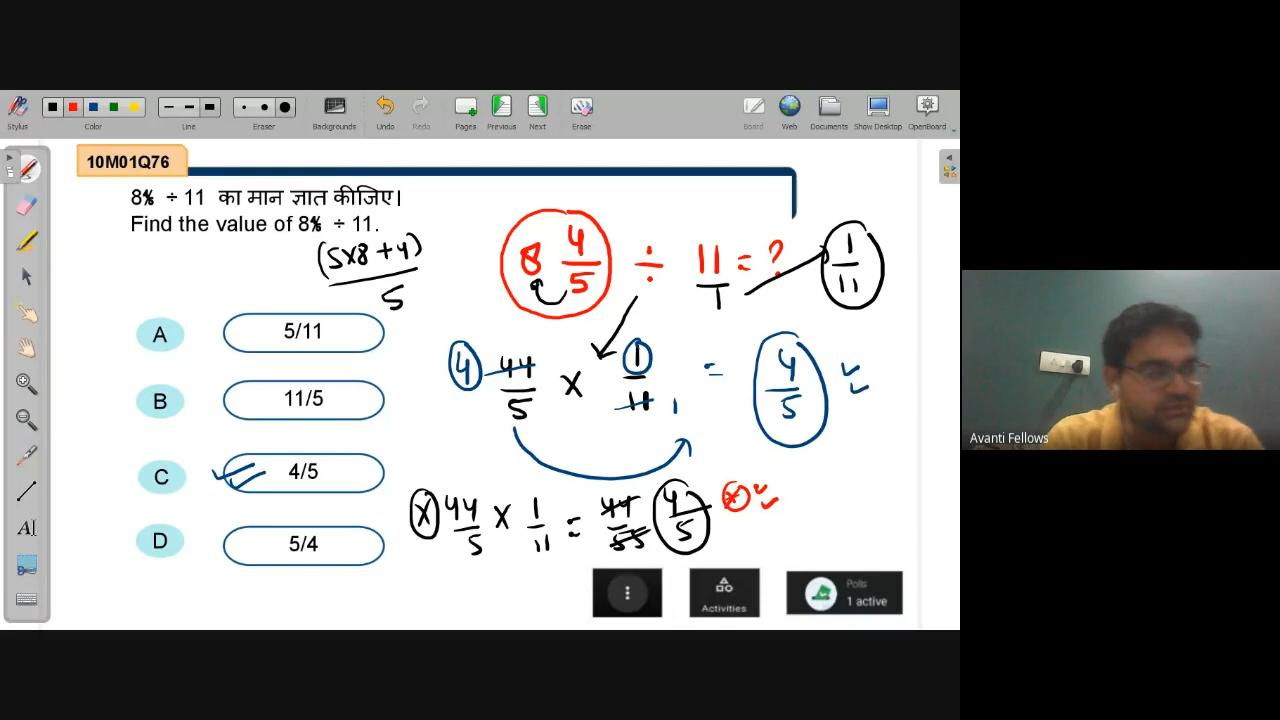 Stylus
Color
Line
Eraser
Backgrounds
Undo
Redo
Pages
Previous
Next
Erase
Board
Web
Documents
Show Desktop
OpenBoard
10M01Q76
8⅘ ÷ 11 का मान ज्ञात कीजिए।
Find the value of 8⅘ ÷ 11.
(5×8+4)/5
8 4/5 ÷ 11/1 = ? 1/11
A 5/11
4 44/5 × 1/11 1 = 4/5
B 11/5
C 4/5
× 44/5 × 1/11 = 44/55 4/5 ×
D 5/4
Activities
Polls
1 active
Avanti Fellows